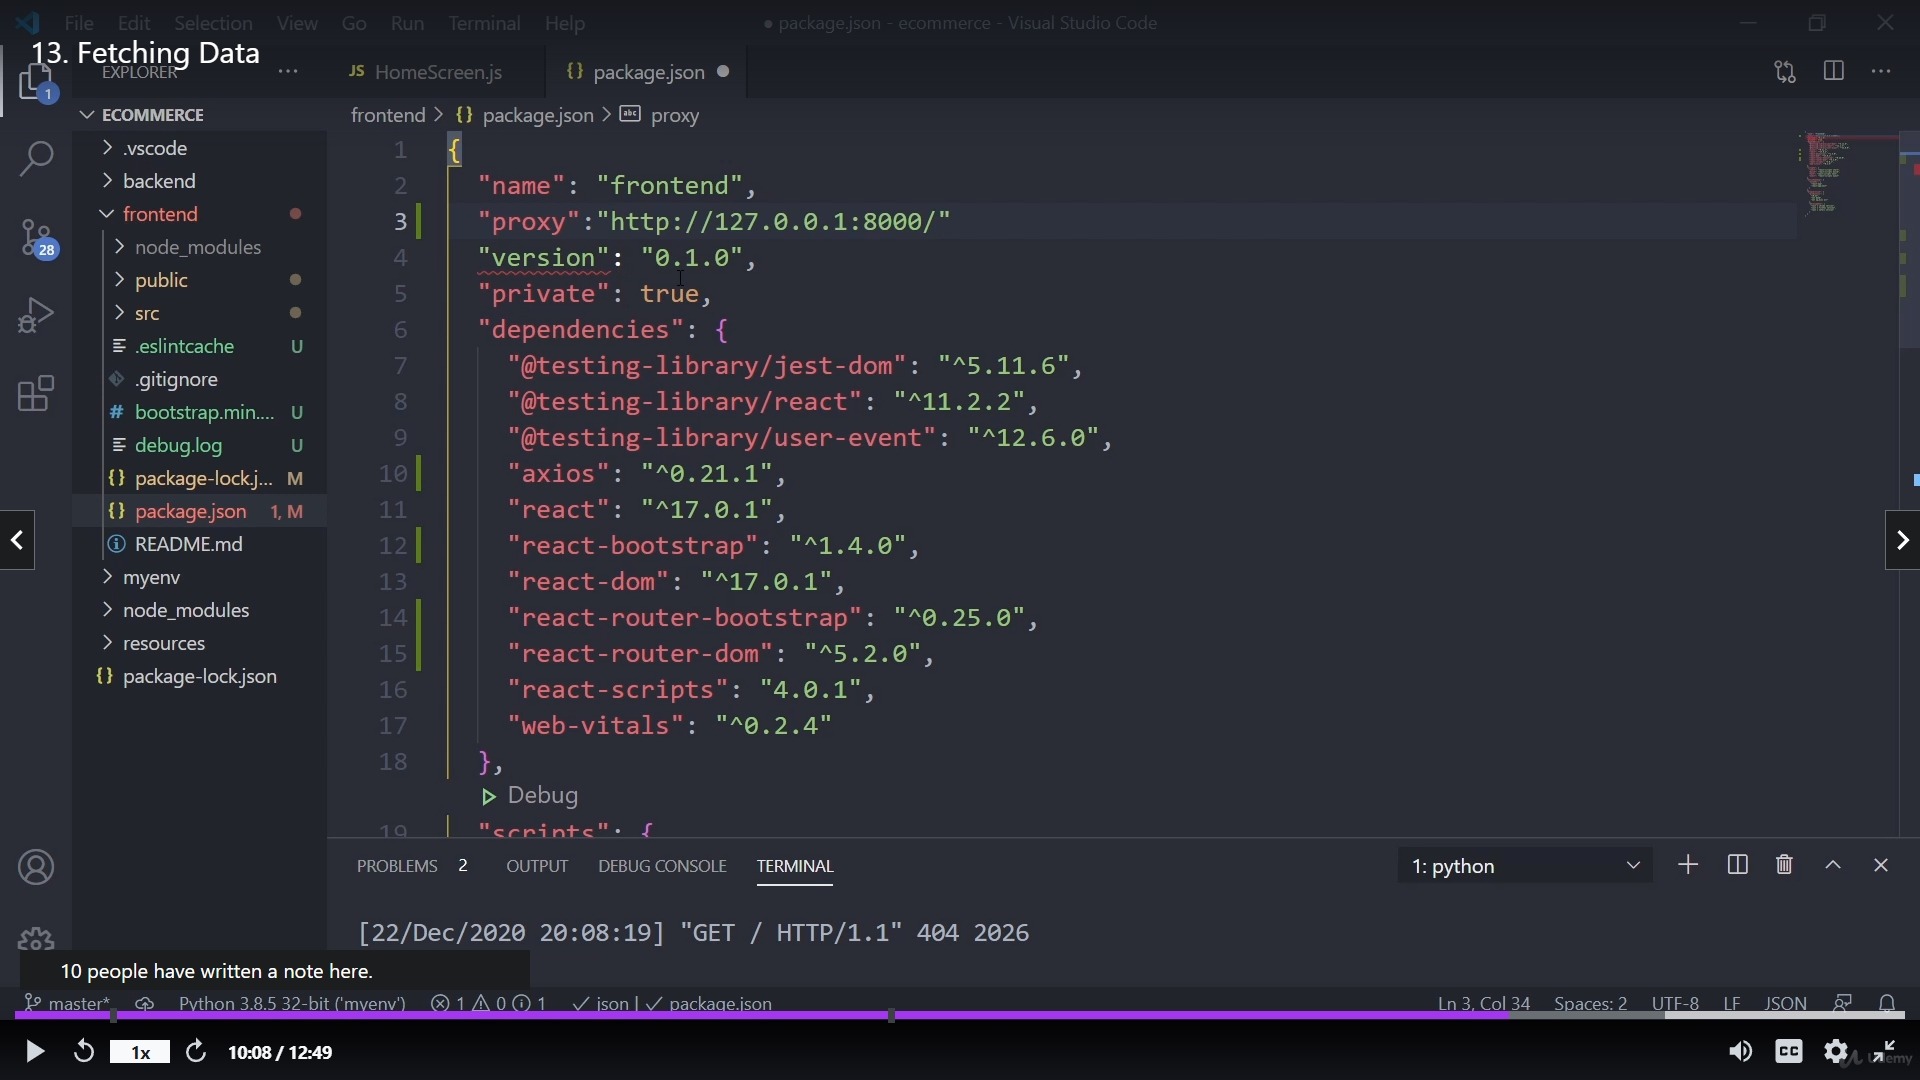 File Edit Selection View Go Run Terminal Help
● package.json - ecommerce - Visual Studio Code
13. Fetching Data
EXPLORER
JS HomeScreen.js
{} package.json ●
1
ECOMMERCE
frontend > {} package.json > abc proxy
.vscode
backend
frontend
28
node_modules
public
src
.eslintcache U
.gitignore
# bootstrap.min.... U
debug.log U
{} package-lock.j... M
{} package.json 1, M
README.md
myenv
node_modules
resources
{} package-lock.json
1 {
2 "name": "frontend",
3 "proxy":"http://127.0.0.1:8000/"
4 "version": "0.1.0",
5 "private": true,
6 "dependencies": {
7 "@testing-library/jest-dom": "^5.11.6",
8 "@testing-library/react": "^11.2.2",
9 "@testing-library/user-event": "^12.6.0",
10 "axios": "^0.21.1",
11 "react": "^17.0.1",
12 "react-bootstrap": "^1.4.0",
13 "react-dom": "^17.0.1",
14 "react-router-bootstrap": "^0.25.0",
15 "react-router-dom": "^5.2.0",
16 "react-scripts": "4.0.1",
17 "web-vitals": "^0.2.4"
18 },
Debug
19 "scripts": {
PROBLEMS 2 OUTPUT DEBUG CONSOLE TERMINAL
1: python
[22/Dec/2020 20:08:19] "GET / HTTP/1.1" 404 2026
10 people have written a note here.
master* Python 3.8.5 32-bit ('myenv') 1 0 1 ✓ json | ✓ package.json
Ln 3, Col 34 Spaces: 2 UTF-8 LF JSON
1x 10:08 / 12:49
CC
Udemy